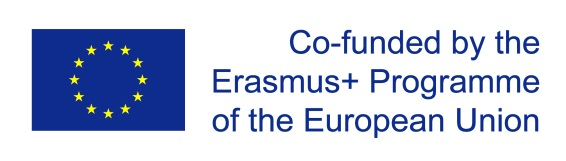 Co-funded by the
Erasmus+ Programme
of the European Union